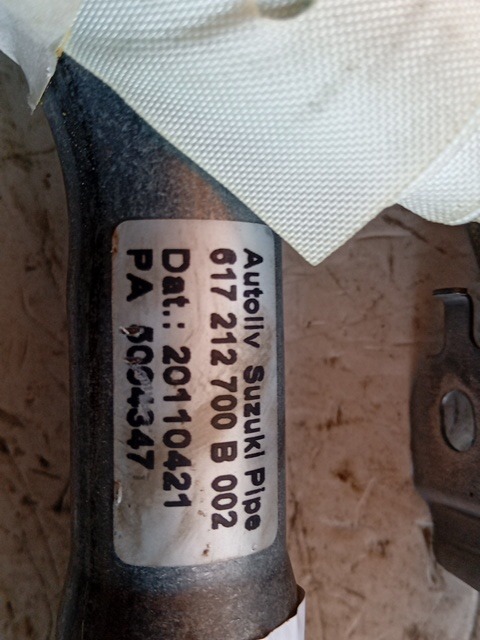 Autoliv Suzuki Pipe
617 212 700 B 002
Dat.: 20110421
PA 5004347